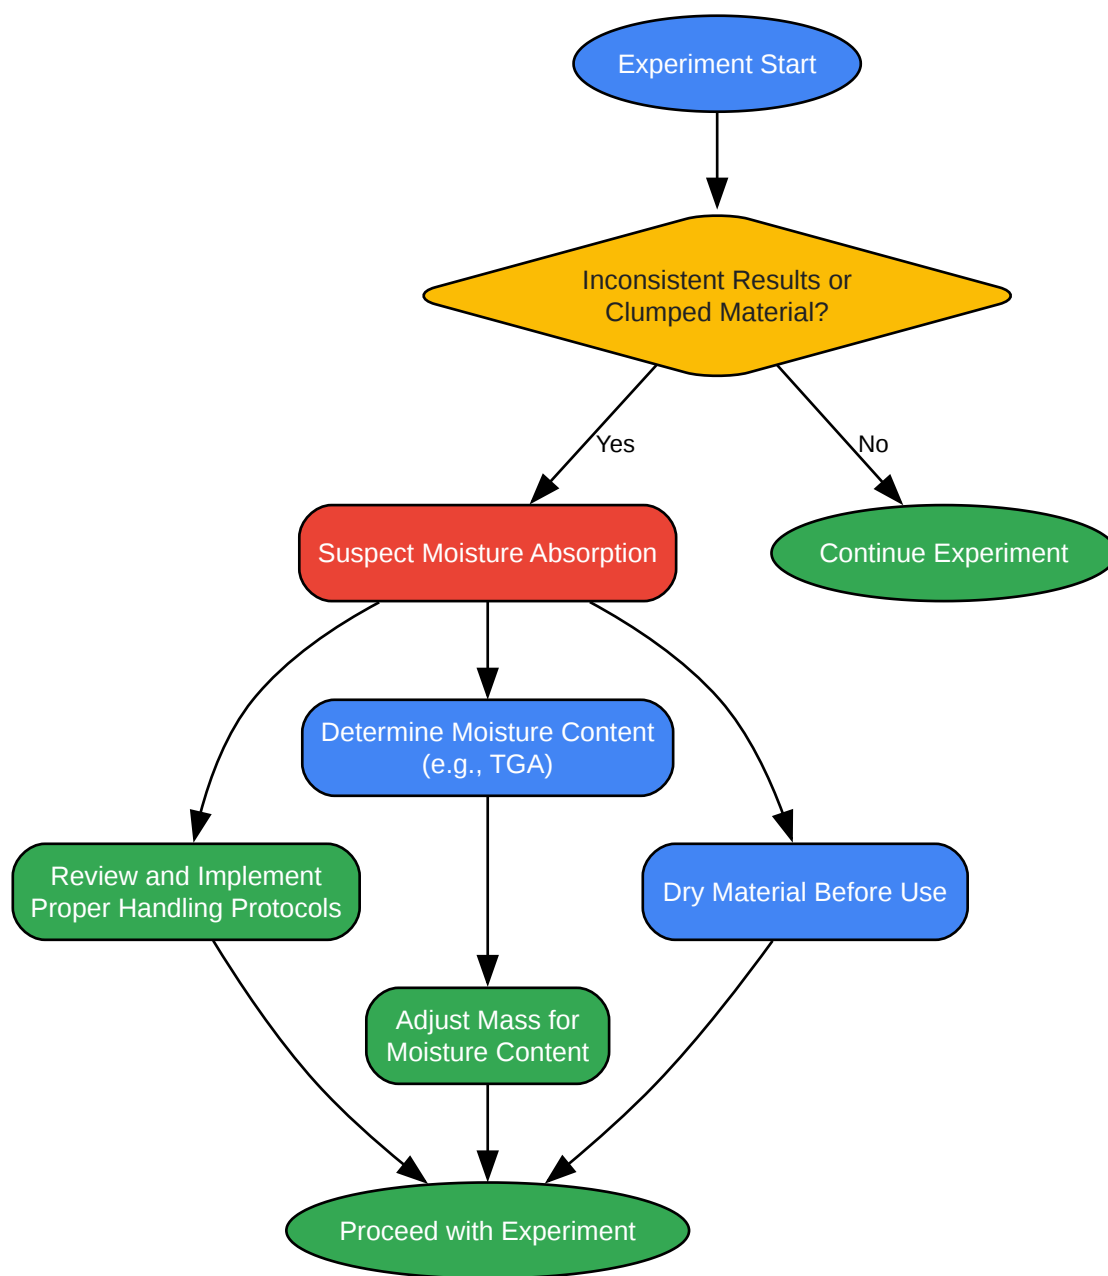 Experiment Start
Inconsistent Results or
Clumped Material?
Yes
No
Suspect Moisture Absorption
Continue Experiment
Determine Moisture Content
(e.g., TGA)
Review and Implement
Proper Handling Protocols
Dry Material Before Use
Adjust Mass for
Moisture Content
Proceed with Experiment